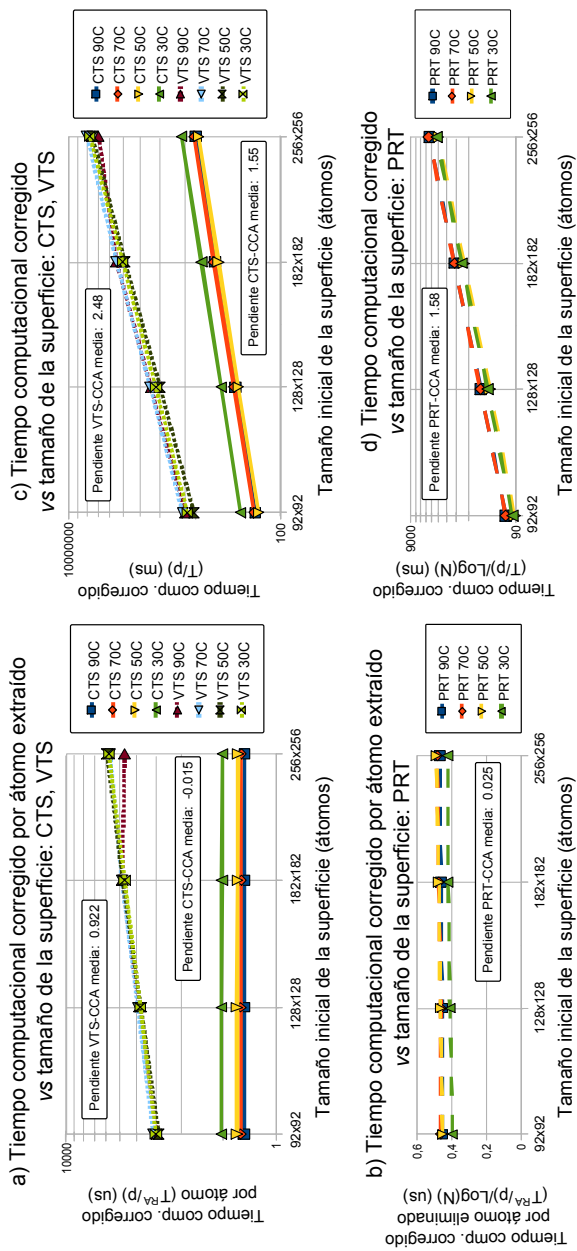 a) Tiempo computacional corregido por átomo extraído
vs tamaño de la superficie: CTS, VTS
Tiempo comp. corregido
por átomo (T^RA/p) (us)
10000
1
Pendiente VTS-CCA media: 0.922
Pendiente CTS-CCA media: -0.015
92x92
128x128
182x182
256x256
Tamaño inicial de la superficie (átomos)
CTS 90C
CTS 70C
CTS 50C
CTS 30C
VTS 90C
VTS 70C
VTS 50C
VTS 30C
b) Tiempo computacional corregido por átomo extraído
vs tamaño de la superficie: PRT
Tiempo comp. corregido
por átomo eliminado
(T^RA/p)/Log(N) (us)
0.6
0.4
0.2
0
Pendiente PRT-CCA media: 0.025
92x92
128x128
182x182
256x256
Tamaño inicial de la superficie (átomos)
PRT 90C
PRT 70C
PRT 50C
PRT 30C
c) Tiempo computacional corregido
vs tamaño de la superficie: CTS, VTS
Tiempo comp. corregido
(T/p) (ms)
10000000
100
Pendiente VTS-CCA media: 2.48
Pendiente CTS-CCA media: 1.55
92x92
128x128
182x182
256x256
Tamaño inicial de la superficie (átomos)
CTS 90C
CTS 70C
CTS 50C
CTS 30C
VTS 90C
VTS 70C
VTS 50C
VTS 30C
d) Tiempo computacional corregido
vs tamaño de la superficie: PRT
Tiempo comp. corregido
(T/p)/Log(N) (ms)
9000
90
Pendiente PRT-CCA media: 1.58
92x92
128x128
182x182
256x256
Tamaño inicial de la superficie (átomos)
PRT 90C
PRT 70C
PRT 50C
PRT 30C